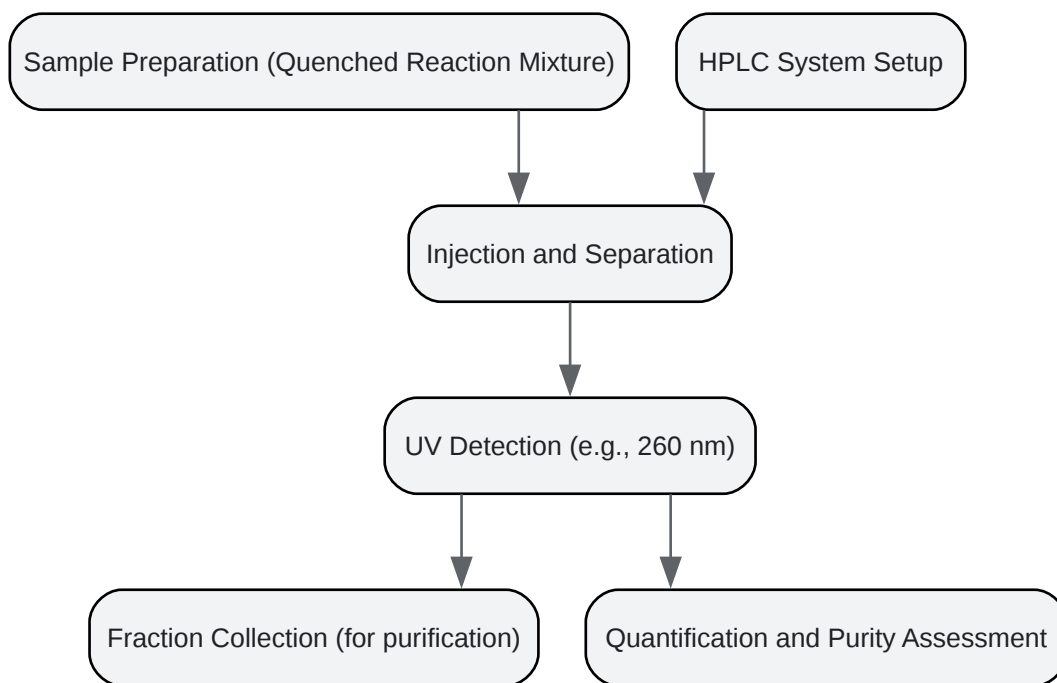 Sample Preparation (Quenched Reaction Mixture)
HPLC System Setup
Injection and Separation
UV Detection (e.g., 260 nm)
Fraction Collection (for purification)
Quantification and Purity Assessment